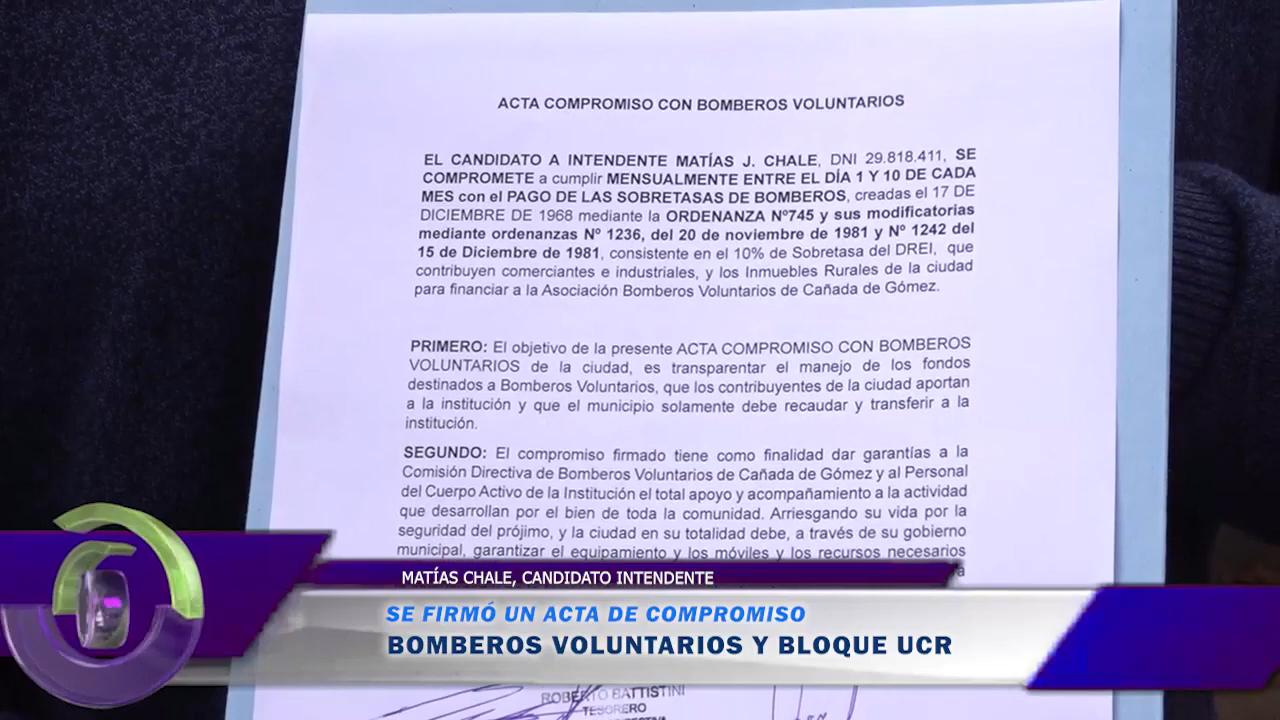 ACTA COMPROMISO CON BOMBEROS VOLUNTARIOS
EL CANDIDATO A INTENDENTE MATÍAS J. CHALE, DNI 29.818.411, SE
COMPROMETE a cumplir MENSUALMENTE ENTRE EL DÍA 1 Y 10 DE CADA
MES con el PAGO DE LAS SOBRETASAS DE BOMBEROS, creadas el 17 DE
DICIEMBRE DE 1968 mediante la ORDENANZA Nº745 y sus modificatorias
mediante ordenanzas Nº 1236, del 20 de noviembre de 1981 y Nº 1242 del
15 de Diciembre de 1981, consistente en el 10% de Sobretasa del DREI, que
contribuyen comerciantes e industriales, y los Inmuebles Rurales de la ciudad
para financiar a la Asociación Bomberos Voluntarios de Cañada de Gómez.
PRIMERO: El objetivo de la presente ACTA COMPROMISO CON BOMBEROS
VOLUNTARIOS de la ciudad, es transparentar el manejo de los fondos
destinados a Bomberos Voluntarios, que los contribuyentes de la ciudad aportan
a la institución y que el municipio solamente debe recaudar y transferir a la
institución.
SEGUNDO: El compromiso firmado tiene como finalidad dar garantías a la
Comisión Directiva de Bomberos Voluntarios de Cañada de Gómez y al Personal
del Cuerpo Activo de la Institución el total apoyo y acompañamiento a la actividad
que desarrollan por el bien de toda la comunidad. Arriesgando su vida por la
seguridad del prójimo, y la ciudad en su totalidad debe, a través de su gobierno
municipal, garantizar el equipamiento y los móviles y los recursos necesarios
MATÍAS CHALE, CANDIDATO INTENDENTE
SE FIRMÓ UN ACTA DE COMPROMISO
BOMBEROS VOLUNTARIOS Y BLOQUE UCR
ROBERTO BATTISTINI
TESORERO